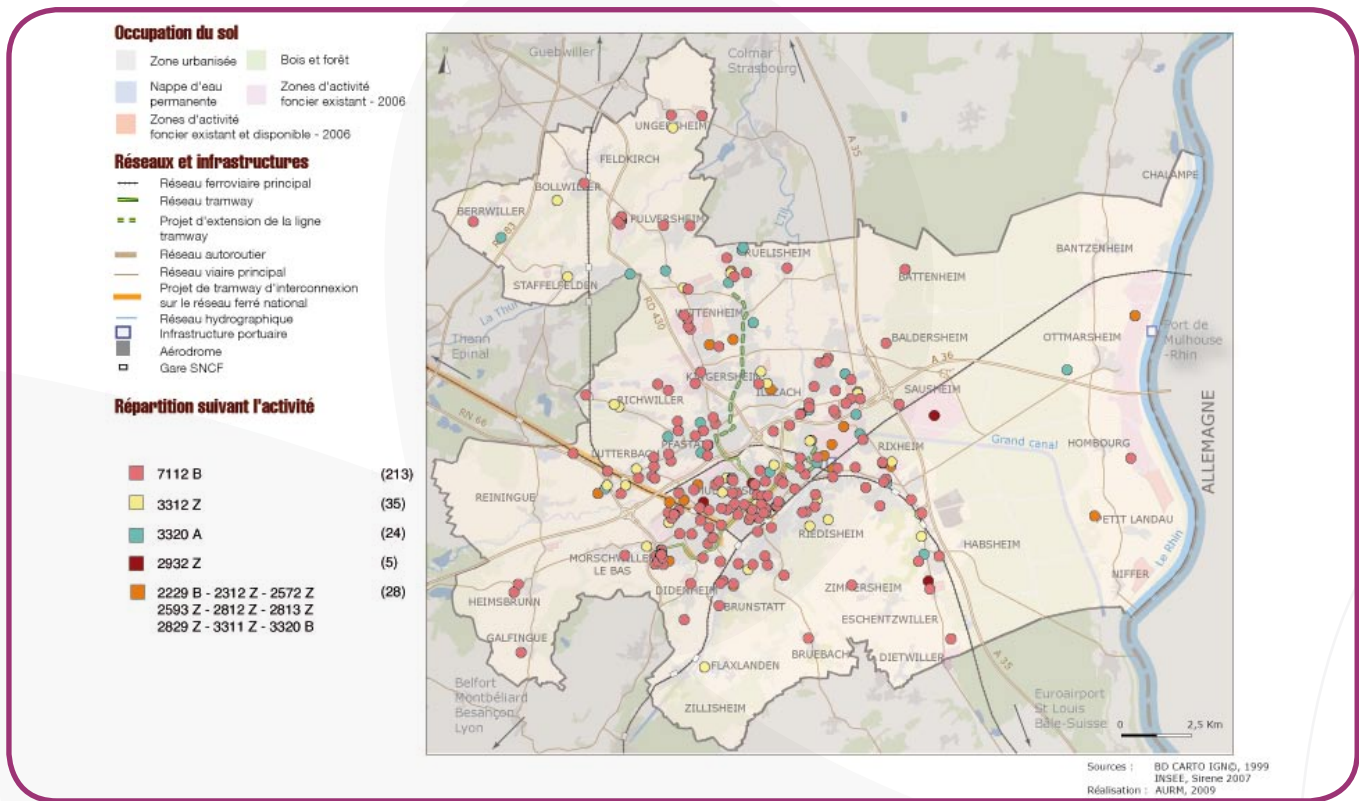 Occupation du sol
Zone urbanisée
Bois et forêt
Nappe d'eau
permanente
Zones d'activité
foncier existant - 2006
Zones d'activité
foncier existant et disponible - 2006
Réseaux et infrastructures
Réseau ferroviaire principal
Réseau tramway
Projet d'extension de la ligne
tramway
Réseau autoroutier
Réseau viaire principal
Projet de tramway d'interconnexion
sur le réseau ferré national
Réseau hydrographique
Infrastructure portuaire
Aérodrome
Gare SNCF
Répartition suivant l'activité
7112 B (213)
3312 Z (35)
3320 A (24)
2932 Z (5)
2229 B - 2312 Z - 2572 Z (28)
2593 Z - 2812 Z - 2813 Z
2829 Z - 3311 Z - 3320 B
Guebwiller
Colmar
Strasbourg
UNGERSHEIM
A 35
FELDKIRCH
BOLLWILLER
CHALAMPE
BERRWILLER
PULVERSHEIM
L'Ill
RD 83
RUELISHEIM
BANTZENHEIM
STAFFELFELDEN
BATTENHEIM
La Thur
RD 430
WITTENHEIM
Thann
Epinal
BALDERSHEIM
OTTMARSHEIM
Port de
Mulhouse
-Rhin
A 36
KINGERSHEIM
ILLZACH
SAUSHEIM
RICHWILLER
RN 66
PFASTATT
LUTTERBACH
RIXHEIM
Grand canal
HOMBOURG
ALLEMAGNE
REININGUE
PETIT LANDAU
RIEDISHEIM
HABSHEIM
Le Rhin
MORSCHWILLER
LE BAS
NIFFER
DIDENHEIM
ZIMMERSHEIM
HEIMSBRUNN
BRUNSTATT
ESCHENTZWILLER
GALFINGUE
BRUEBACH
DIETWILLER
FLAXLANDEN
A 35
Belfort
Montbéliard
Besançon
Lyon
ZILLISHEIM
Euroairport
St Louis
Bâle-Suisse
0 2,5 Km
Sources : BD CARTO IGN©, 1999
INSEE, Sirene 2007
Réalisation : AURM, 2009